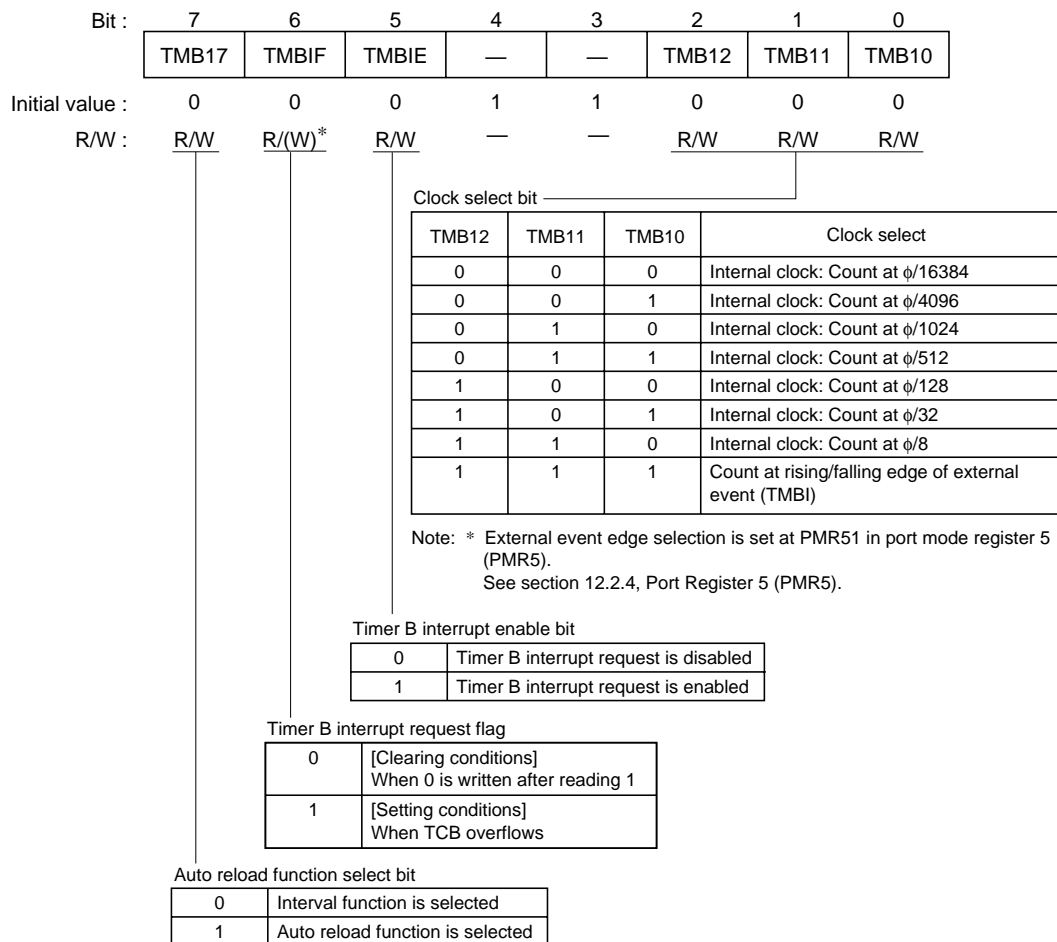 Bit : 7 6 5 4 3 2 1 0
TMB17 TMBIF TMBIE — — TMB12 TMB11 TMB10
Initial value : 0 0 0 1 1 0 0 0
R/W : R/W R/(W)* R/W — — R/W R/W R/W
Clock select bit
TMB12 TMB11 TMB10 Clock select
0 0 0 Internal clock: Count at ϕ/16384
0 0 1 Internal clock: Count at ϕ/4096
0 1 0 Internal clock: Count at ϕ/1024
0 1 1 Internal clock: Count at ϕ/512
1 0 0 Internal clock: Count at ϕ/128
1 0 1 Internal clock: Count at ϕ/32
1 1 0 Internal clock: Count at ϕ/8
1 1 1 Count at rising/falling edge of external
event (TMBI)
Note: * External event edge selection is set at PMR51 in port mode register 5
(PMR5).
See section 12.2.4, Port Register 5 (PMR5).
Timer B interrupt enable bit
0 Timer B interrupt request is disabled
1 Timer B interrupt request is enabled
Timer B interrupt request flag
0 [Clearing conditions]
When 0 is written after reading 1
1 [Setting conditions]
When TCB overflows
Auto reload function select bit
0 Interval function is selected
1 Auto reload function is selected